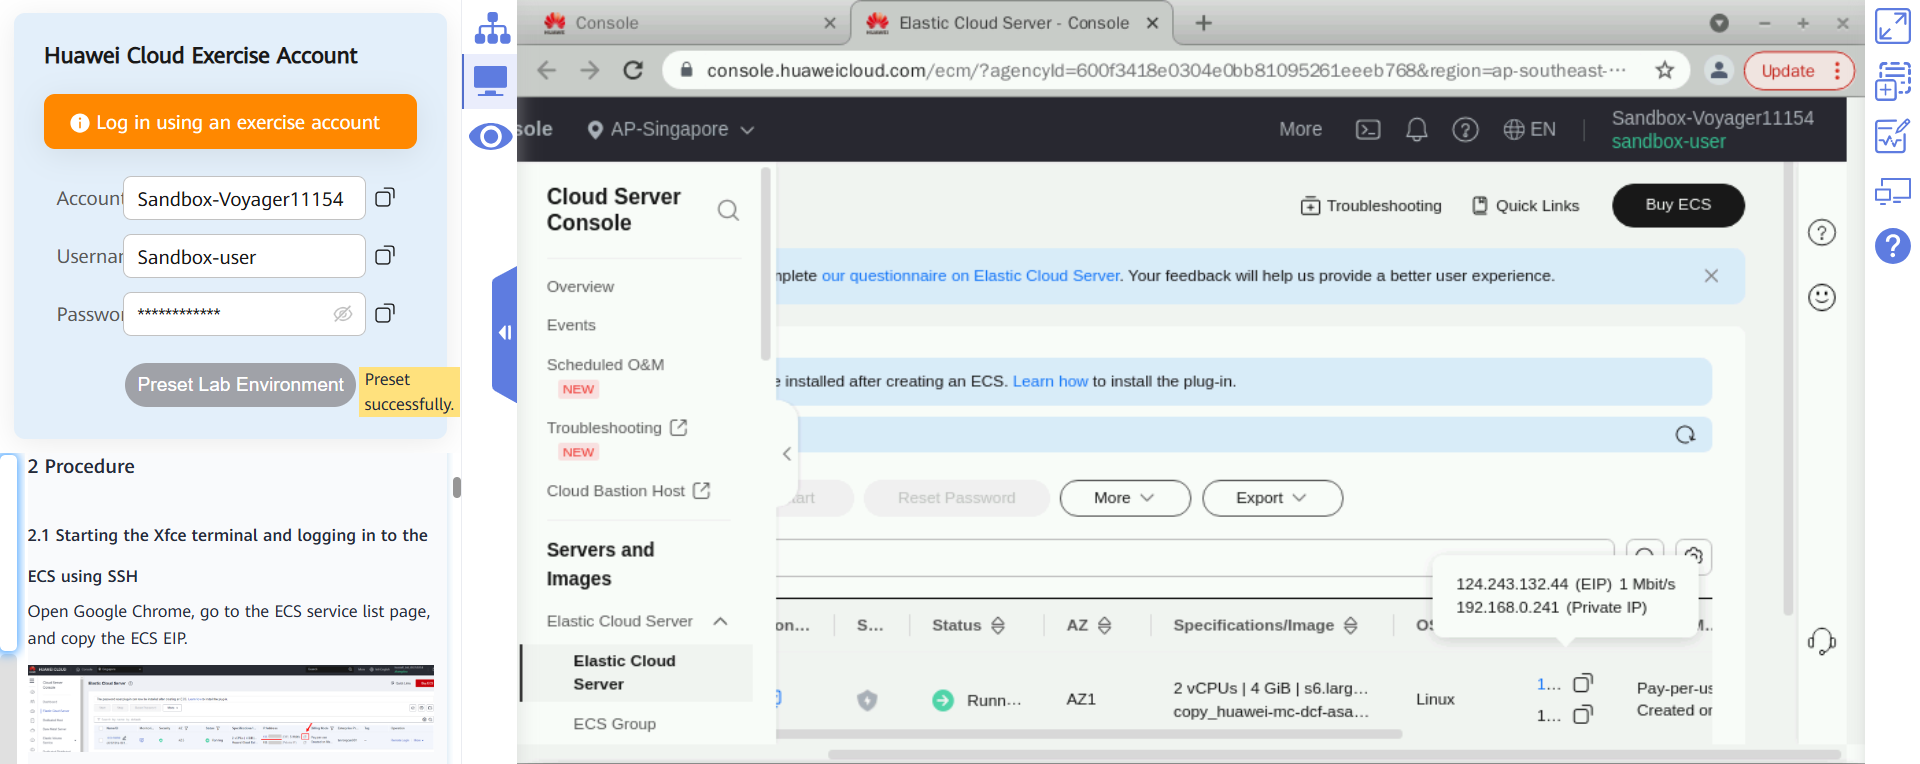 Huawei Cloud Exercise Account
Log in using an exercise account
Account
Sandbox-Voyager11154
Sandbox-user
************
Preset Lab Environment
Preset
successfully.
2 Procedure
2.1 Starting the Xfce terminal and logging in to the
ECS using SSH
Open Google Chrome, go to the ECS service list page,
and copy the ECS EIP.
Console
Elastic Cloud Server - Console
console.huaweicloud.com/ecm/?agencyId=600f3418e0304e0bb81095261eeeb768&region=ap-southeast-···
Update
sole
AP-Singapore
More
EN
Sandbox-Voyager11154
sandbox-user
Cloud Server
Console
Overview
Events
Scheduled O&M
NEW
Troubleshooting
NEW
Cloud Bastion Host
Servers and
Images
Elastic Cloud Server
Elastic Cloud
Server
ECS Group
Troubleshooting
Quick Links
Buy ECS
mplete our questionnaire on Elastic Cloud Server. Your feedback will help us provide a better user experience.
e installed after creating an ECS. Learn how to install the plug-in.
Reset Password
More
Export
124.243.132.44 (EIP) 1 Mbit/s
192.168.0.241 (Private IP)
on...
S...
Status
AZ
Specifications/Image
Runn...
AZ1
2 vCPUs | 4 GiB | s6.larg...
copy_huawei-mc-dcf-asa...
Linux
1...
1...
Pay-per-us
Created on